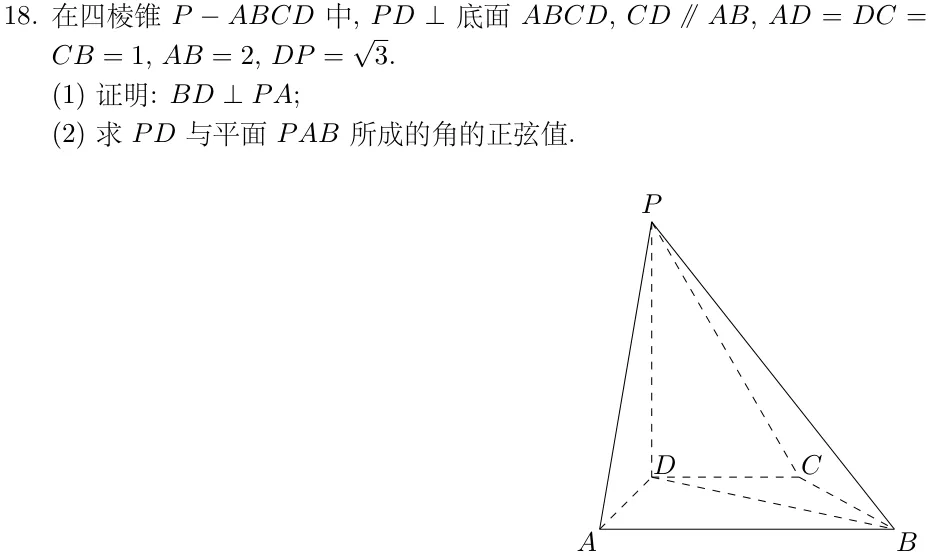 18. 在四棱锥 P − ABCD 中, PD ⊥ 底面 ABCD, CD ∥ AB, AD = DC =
CB = 1, AB = 2, DP = √3.
(1) 证明: BD ⊥ PA;
(2) 求 PD 与平面 PAB 所成的角的正弦值.
P
D
C
A
B